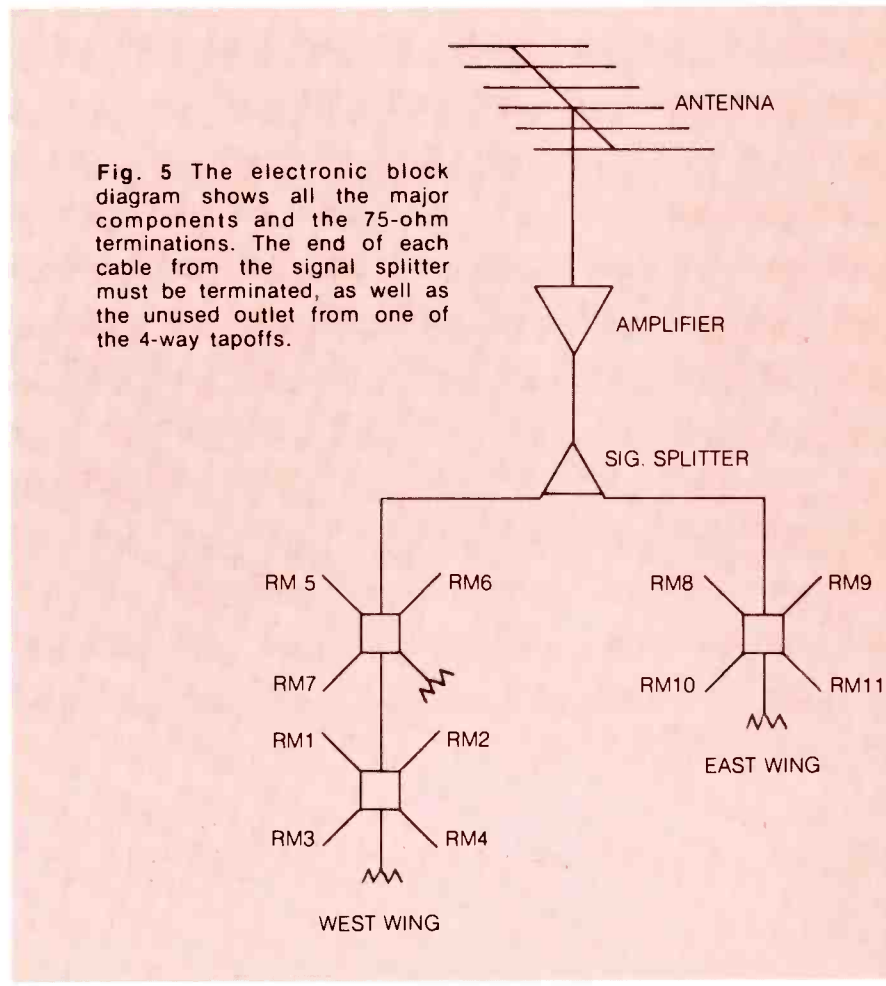 ANTENNA
Fig. 5 The electronic block
diagram shows all the major
components and the 75-ohm
terminations. The end of each
cable from the signal splitter
must be terminated, as well as
the unused outlet from one of
the 4-way tapoffs.
AMPLIFIER
SIG. SPLITTER
RM 5
RM6
RM8
RM9
RM7
RM10
RM11
RM1
RM2
EAST WING
RM3
RM4
WEST WING